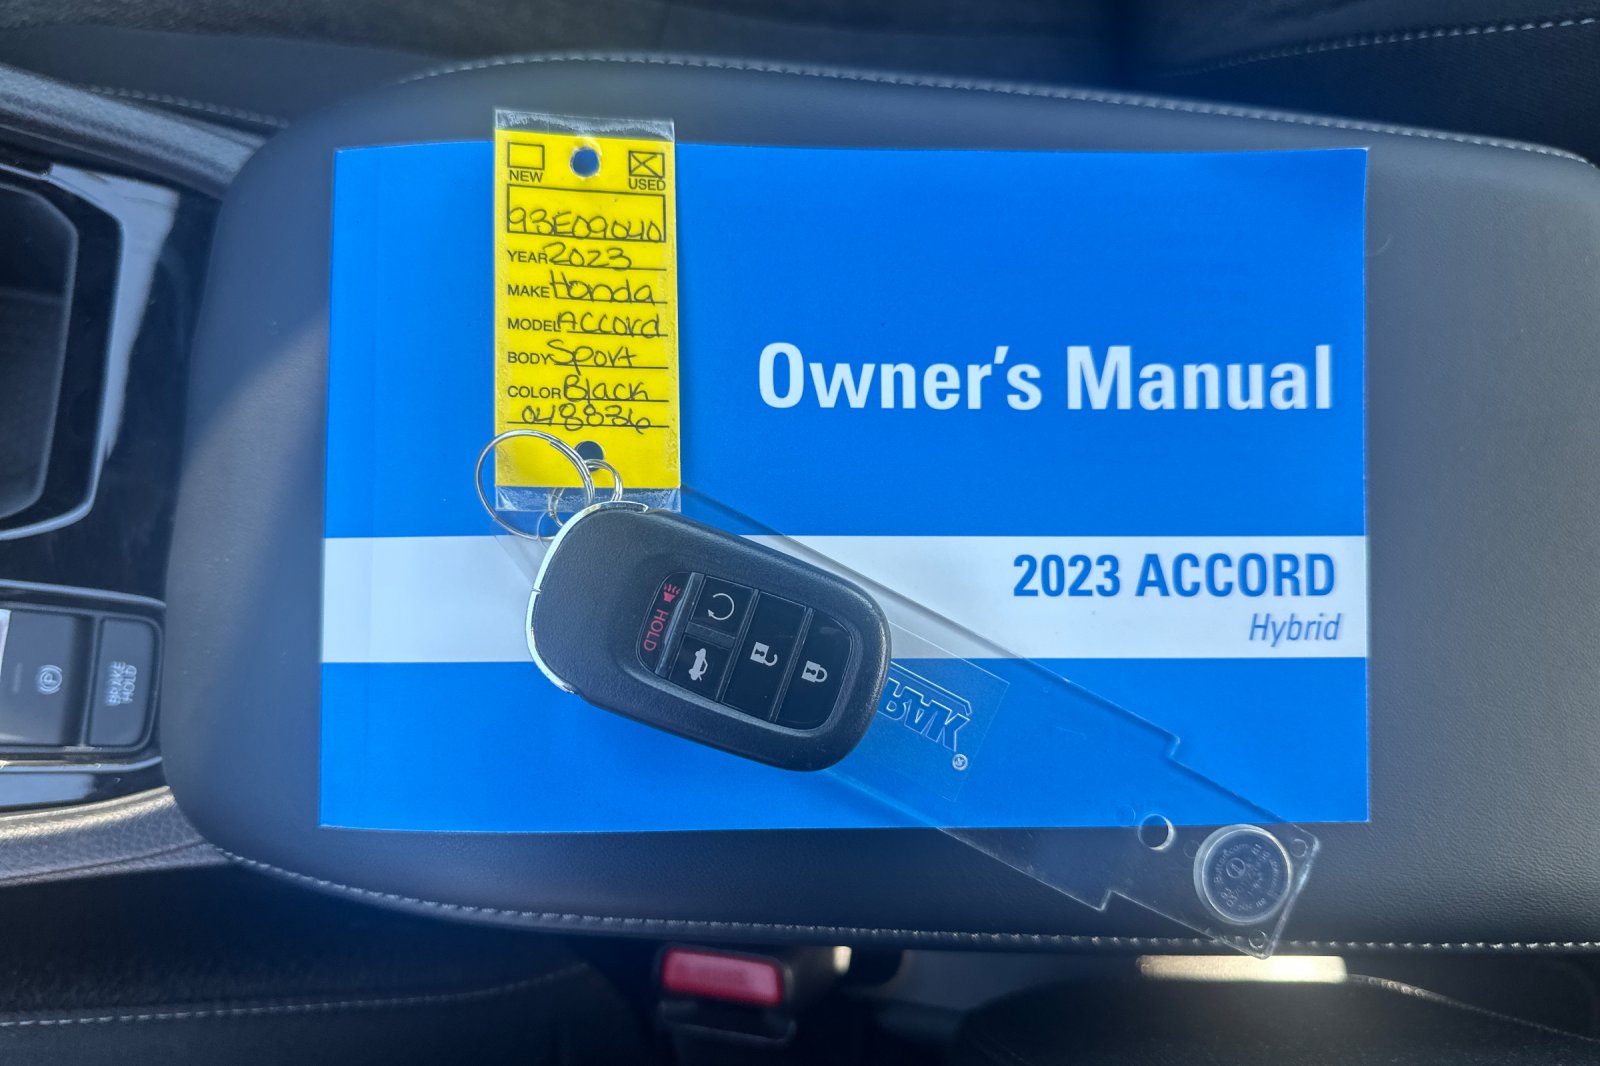 NEW USED
93E09040
YEAR 2023
MAKE Honda
MODEL Accord
BODY Sport
COLOR Black
048836
Owner's Manual
2023 ACCORD
Hybrid
HOLD
BRAKE
HOLD
P